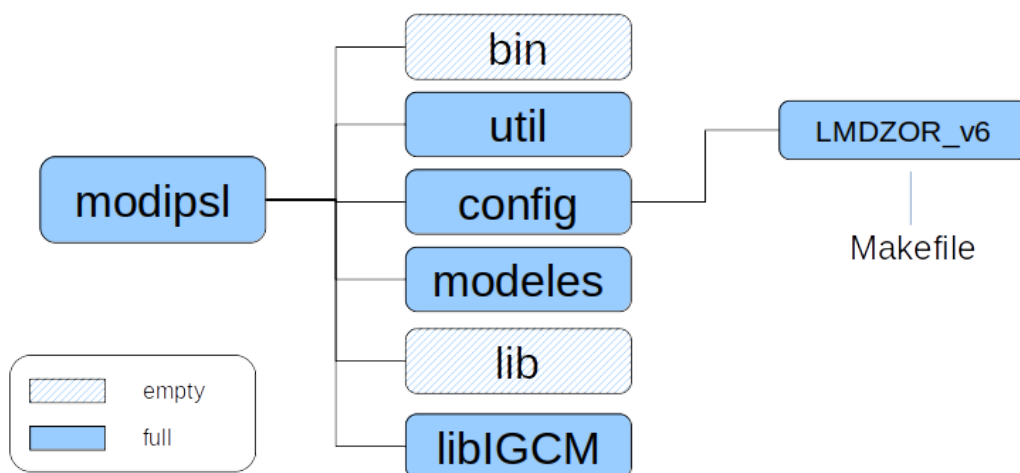 bin
util
LMDZOR_v6
modipsl
config
Makefile
modeles
lib
empty
full
libIGCM